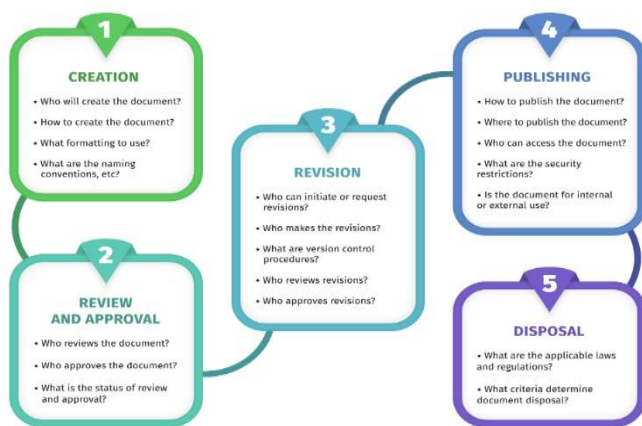 1
CREATION
• Who will create the document?
• How to create the document?
• What formatting to use?
• What are the naming
conventions, etc?
2
REVIEW
AND APPROVAL
• Who reviews the document?
• Who approves the document?
• What is the status of review
and approval?
3
REVISION
• Who can initiate or request
revisions?
• Who makes the revisions?
• What are version control
procedures?
• Who reviews revisions?
• Who approves revisions?
4
PUBLISHING
• How to publish the document?
• Where to publish the document?
• Who can access the document?
• What are the security
restrictions?
• Is the document for internal
or external use?
5
DISPOSAL
• What are the applicable laws
and regulations?
• What criteria determine
document disposal?